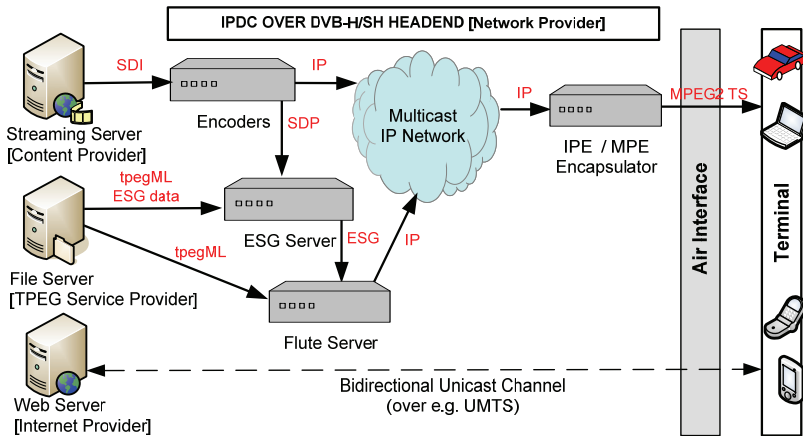 IPDC OVER DVB-H/SH HEADEND [Network Provider]
SDI
IP
IP
MPEG2 TS
Streaming Server
[Content Provider]
Encoders
SDP
Multicast
IP Network
IPE / MPE
Encapsulator
tpegML
ESG data
ESG Server
ESG
IP
tpegML
File Server
[TPEG Service Provider]
Flute Server
Air Interface
Terminal
Web Server
[Internet Provider]
Bidirectional Unicast Channel
(over e.g. UMTS)